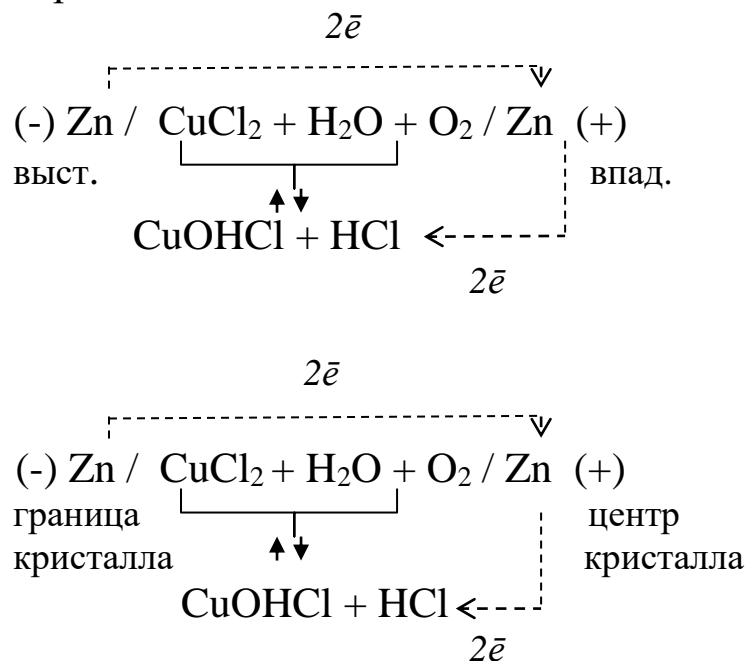 2ē
(-) Zn / CuCl₂ + H₂O + O₂ / Zn (+)
выст. впад.
CuOHCl + HCl
2ē
2ē
(-) Zn / CuCl₂ + H₂O + O₂ / Zn (+)
граница центр
кристалла кристалла
CuOHCl + HCl
2ē